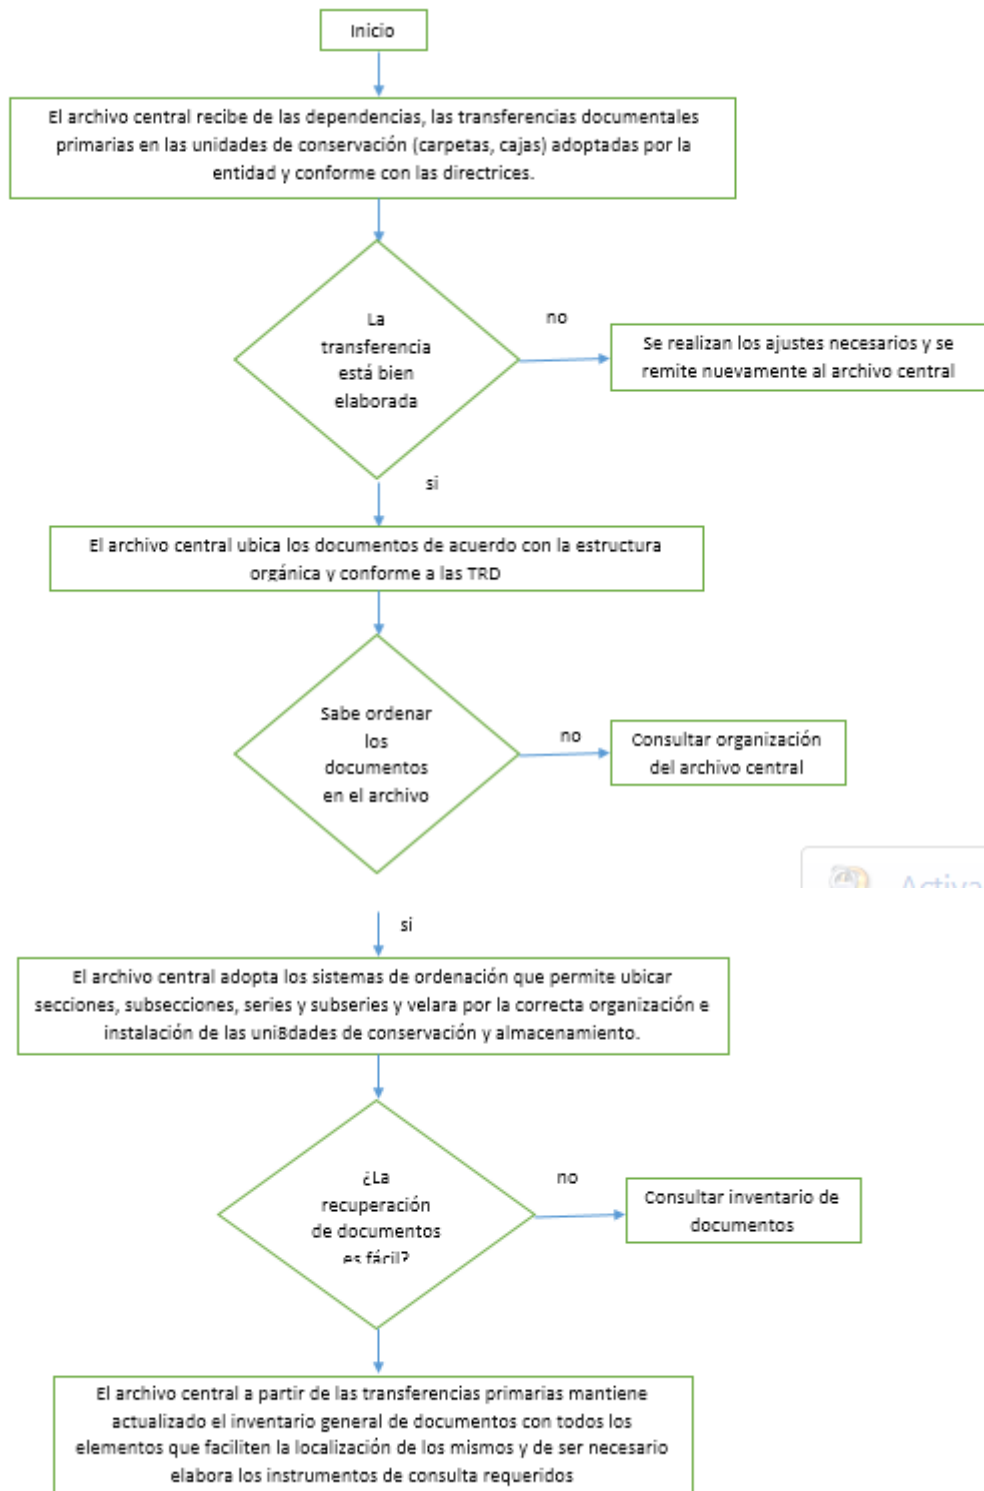 Inicio
El archivo central recibe de las dependencias, las transferencias documentales
primarias en las unidades de conservación (carpetas, cajas) adoptadas por la
entidad y conforme con las directrices.
La
transferencia
está bien
elaborada
no
Se realizan los ajustes necesarios y se
remite nuevamente al archivo central
si
El archivo central ubica los documentos de acuerdo con la estructura
orgánica y conforme a las TRD
Sabe ordenar
los
documentos
en el archivo
no
Consultar organización
del archivo central
Activa
si
El archivo central adopta los sistemas de ordenación que permite ubicar
secciones, subsecciones, series y subseries y velara por la correcta organización e
instalación de las uni8dades de conservación y almacenamiento.
¿La
recuperación
de documentos
es fácil?
no
Consultar inventario de
documentos
El archivo central a partir de las transferencias primarias mantiene
actualizado el inventario general de documentos con todos los
elementos que faciliten la localización de los mismos y de ser necesario
elabora los instrumentos de consulta requeridos